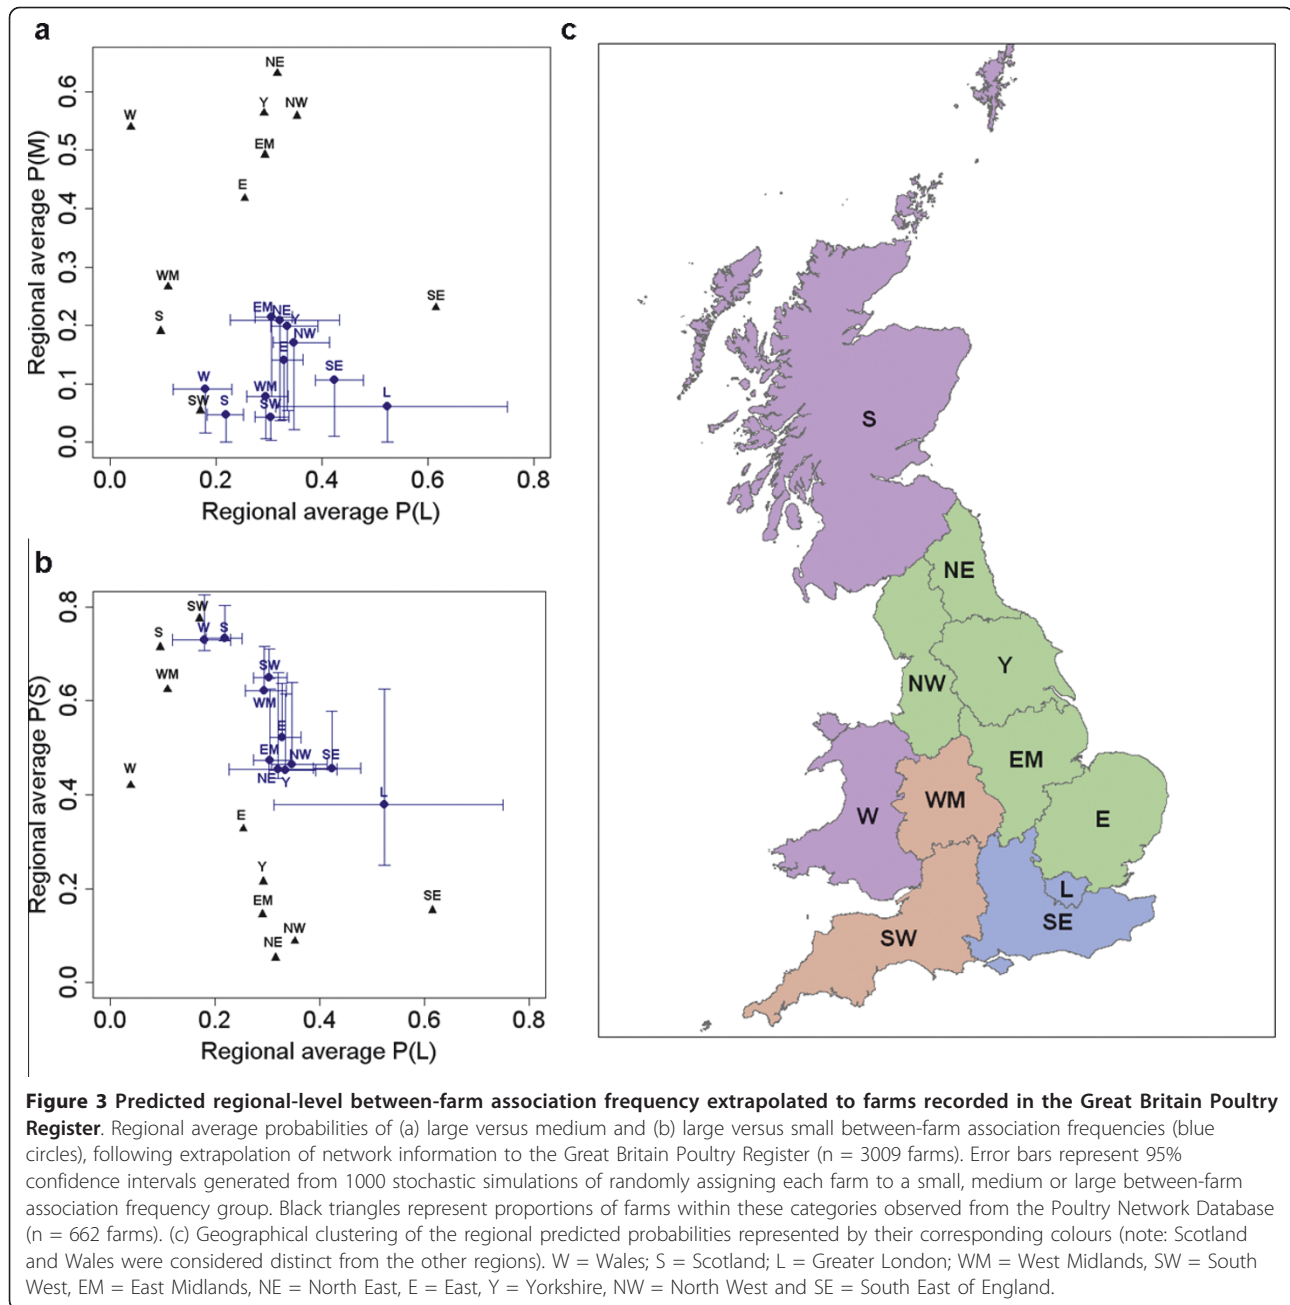 a
NE
Y
NW
W
EM
E
WM
SE
S
EM
NE
Y
NW
E
SE
W
WM
L
SW
S
SW
0.0 0.1 0.2 0.3 0.4 0.5 0.6
Regional average P(M)
0.0 0.2 0.4 0.6 0.8
Regional average P(L)
b
SW
S
W
S
WM
SW
WM
E
W
EM
NW
SE
NE
Y
L
E
Y
EM
SE
NW
NE
0.0 0.2 0.4 0.6 0.8
Regional average P(S)
0.0 0.2 0.4 0.6 0.8
Regional average P(L)
c
S
NE
Y
NW
EM
WM
W
E
L
SE
SW
Figure 3 Predicted regional-level between-farm association frequency extrapolated to farms recorded in the Great Britain Poultry
Register. Regional average probabilities of (a) large versus medium and (b) large versus small between-farm association frequencies (blue
circles), following extrapolation of network information to the Great Britain Poultry Register (n = 3009 farms). Error bars represent 95%
confidence intervals generated from 1000 stochastic simulations of randomly assigning each farm to a small, medium or large between-farm
association frequency group. Black triangles represent proportions of farms within these categories observed from the Poultry Network Database
(n = 662 farms). (c) Geographical clustering of the regional predicted probabilities represented by their corresponding colours (note: Scotland
and Wales were considered distinct from the other regions). W = Wales; S = Scotland; L = Greater London; WM = West Midlands, SW = South
West, EM = East Midlands, NE = North East, E = East, Y = Yorkshire, NW = North West and SE = South East of England.